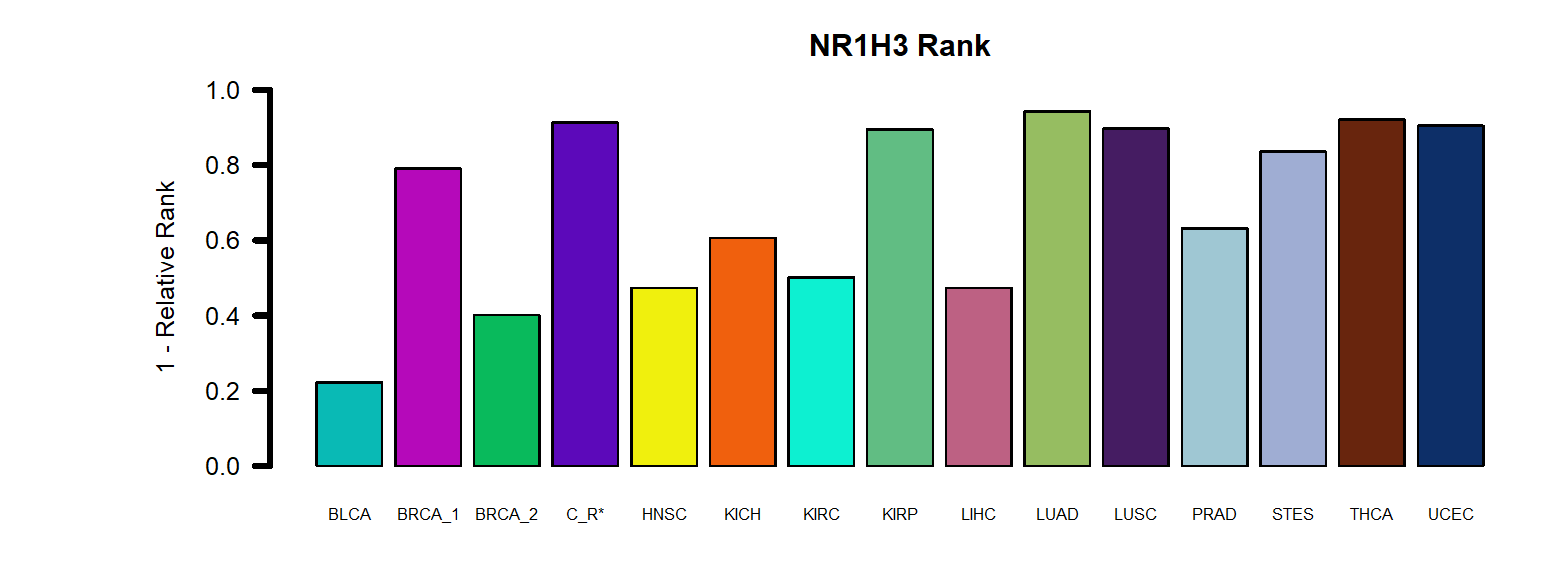 NR1H3 Rank
1 - Relative Rank
1.0
0.8
0.6
0.4
0.2
0.0
BLCA BRCA_1 BRCA_2 C_R* HNSC KICH KIRC KIRP LIHC LUAD LUSC PRAD STES THCA UCEC